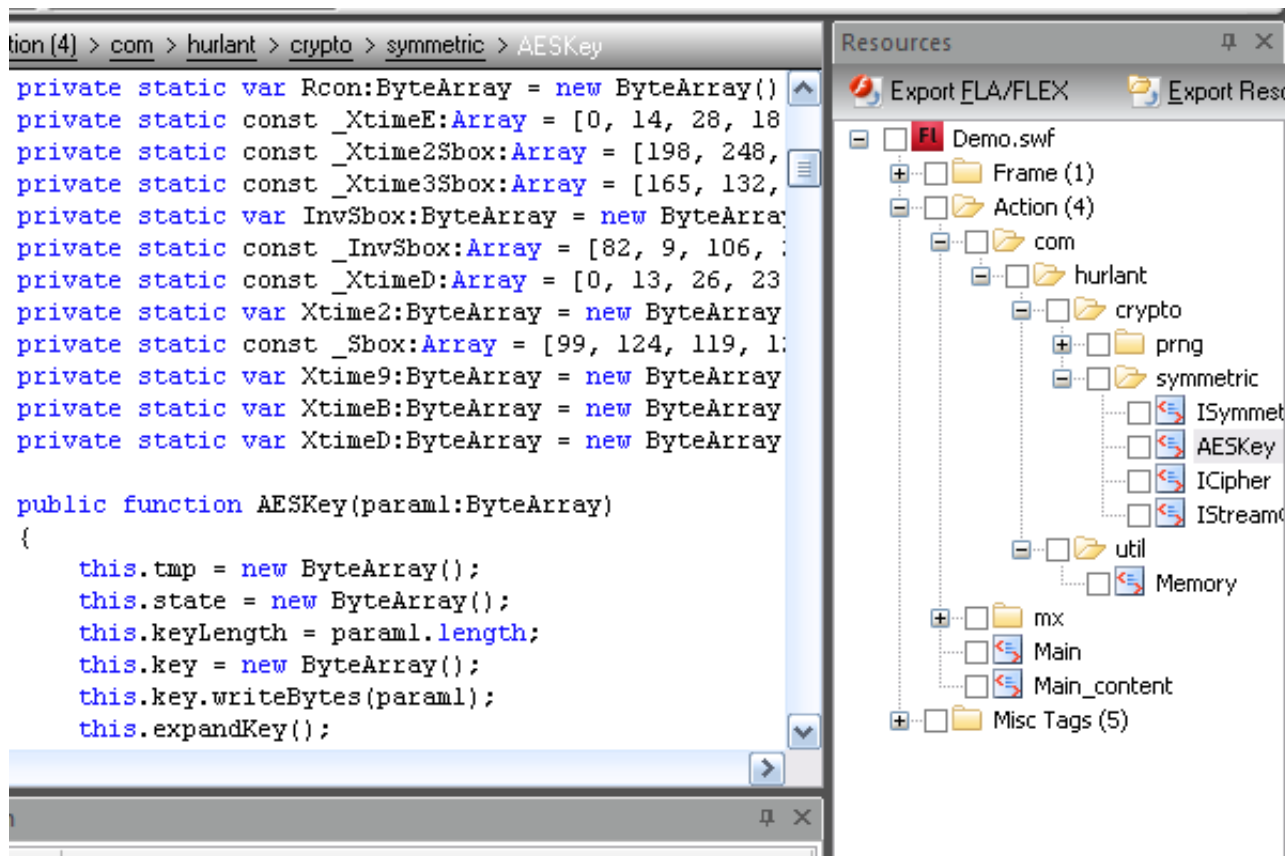 tion (4) > com > hurlant > crypto > symmetric > AESKey
private static var Rcon:ByteArray = new ByteArray()
private static const _XtimeE:Array = [0, 14, 28, 18
private static const _Xtime2Sbox:Array = [198, 248,
private static const _Xtime3Sbox:Array = [165, 132,
private static var InvSbox:ByteArray = new ByteArray
private static const _InvSbox:Array = [82, 9, 106,
private static const _XtimeD:Array = [0, 13, 26, 23
private static var Xtime2:ByteArray = new ByteArray
private static const _Sbox:Array = [99, 124, 119,
private static var Xtime9:ByteArray = new ByteArray
private static var XtimeB:ByteArray = new ByteArray
private static var XtimeD:ByteArray = new ByteArray
public function AESKey(param1:ByteArray)
{
this.tmp = new ByteArray();
this.state = new ByteArray();
this.keyLength = param1.length;
this.key = new ByteArray();
this.key.writeBytes(param1);
this.expandKey();
Resources
Export FLA/FLEX Export Reso
Demo.swf
Frame (1)
Action (4)
com
hurlant
crypto
prng
symmetric
ISymmet
AESKey
ICipher
IStream
util
Memory
mx
Main
Main_content
Misc Tags (5)